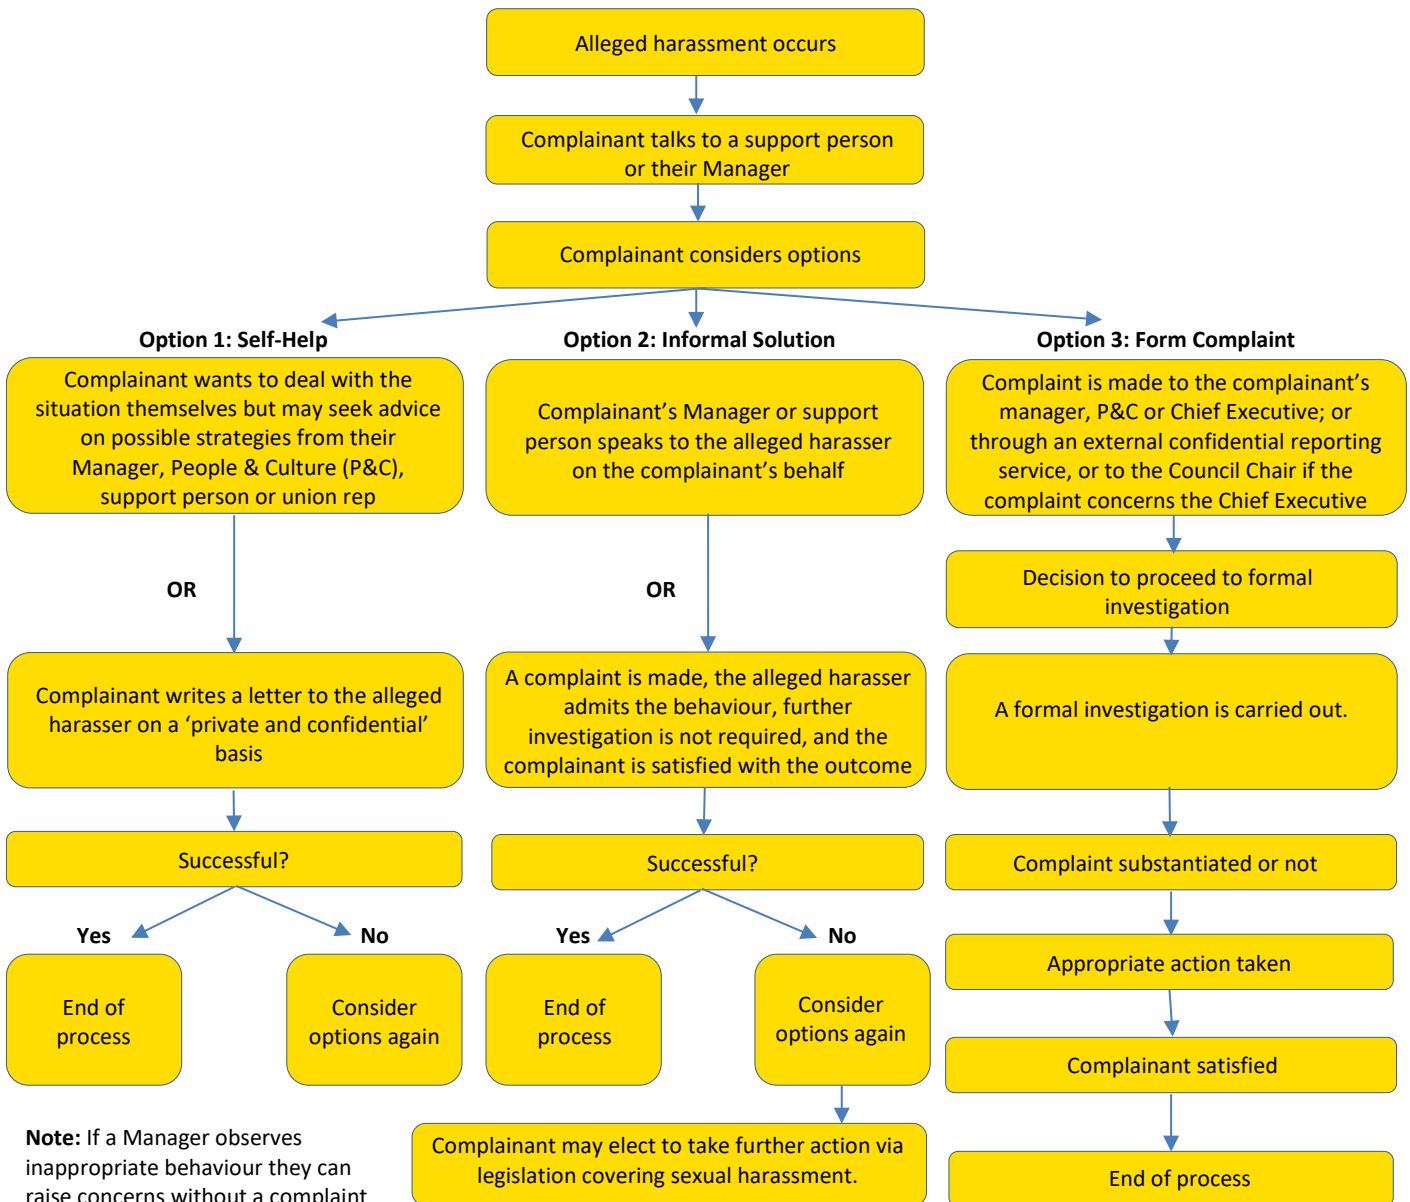 Alleged harassment occurs
Complainant talks to a support person
or their Manager
Complainant considers options
Option 1: Self-Help
Complainant wants to deal with the
situation themselves but may seek advice
on possible strategies from their
Manager, People & Culture (P&C),
support person or union rep
OR
Complainant writes a letter to the alleged
harasser on a ‘private and confidential’
basis
Successful?
Yes
No
End of
process
Consider
options again
Option 2: Informal Solution
Complainant’s Manager or support
person speaks to the alleged harasser
on the complainant’s behalf
OR
A complaint is made, the alleged harasser
admits the behaviour, further
investigation is not required, and the
complainant is satisfied with the outcome
Successful?
Yes
No
End of
process
Consider
options again
Complainant may elect to take further action via
legislation covering sexual harassment.
Option 3: Form Complaint
Complaint is made to the complainant’s
manager, P&C or Chief Executive; or
through an external confidential reporting
service, or to the Council Chair if the
complaint concerns the Chief Executive
Decision to proceed to formal
investigation
A formal investigation is carried out.
Complaint substantiated or not
Appropriate action taken
Complainant satisfied
End of process
Note: If a Manager observes
inappropriate behaviour they can
raise concerns without a complaint